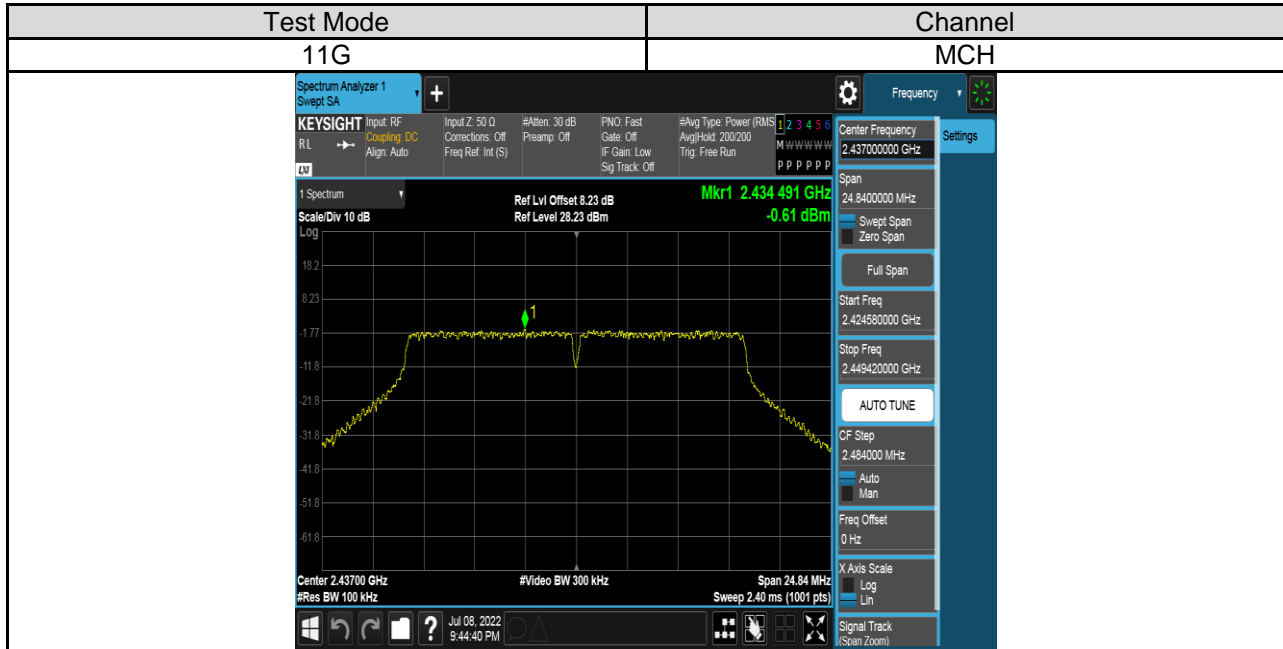 Test Mode Channel
11G MCH
Spectrum Analyzer 1
Swept SA
+
Frequency
KEYSIGHT
RL
LXI
Input: RF
Coupling: DC
Align: Auto
Input Z: 50 Ω
Corrections: Off
Freq Ref: Int (S)
#Atten: 30 dB
Preamp: Off
PNO: Fast
Gate: Off
IF Gain: Low
Sig Track: Off
#Avg Type: Power (RMS
Avg|Hold: 200/200
Trig: Free Run
1 2 3 4 5 6
M W W W W W
P P P P P P
Center Frequency
2.437000000 GHz
Settings
Span
24.8400000 MHz
Swept Span
Zero Span
Full Span
Start Freq
2.424580000 GHz
Stop Freq
2.449420000 GHz
AUTO TUNE
CF Step
2.484000 MHz
Auto
Man
Freq Offset
0 Hz
X Axis Scale
Log
Lin
Signal Track
(Span Zoom)
1 Spectrum
Scale/Div 10 dB
Ref Lvl Offset 8.23 dB
Ref Level 28.23 dBm
Mkr1 2.434 491 GHz
-0.61 dBm
Log
18.2
8.23
-1.77
-11.8
-21.8
-31.8
-41.8
-51.8
-61.8
1
Center 2.43700 GHz
#Res BW 100 kHz
#Video BW 300 kHz
Span 24.84 MHz
Sweep 2.40 ms (1001 pts)
?
Jul 08, 2022
9:44:40 PM